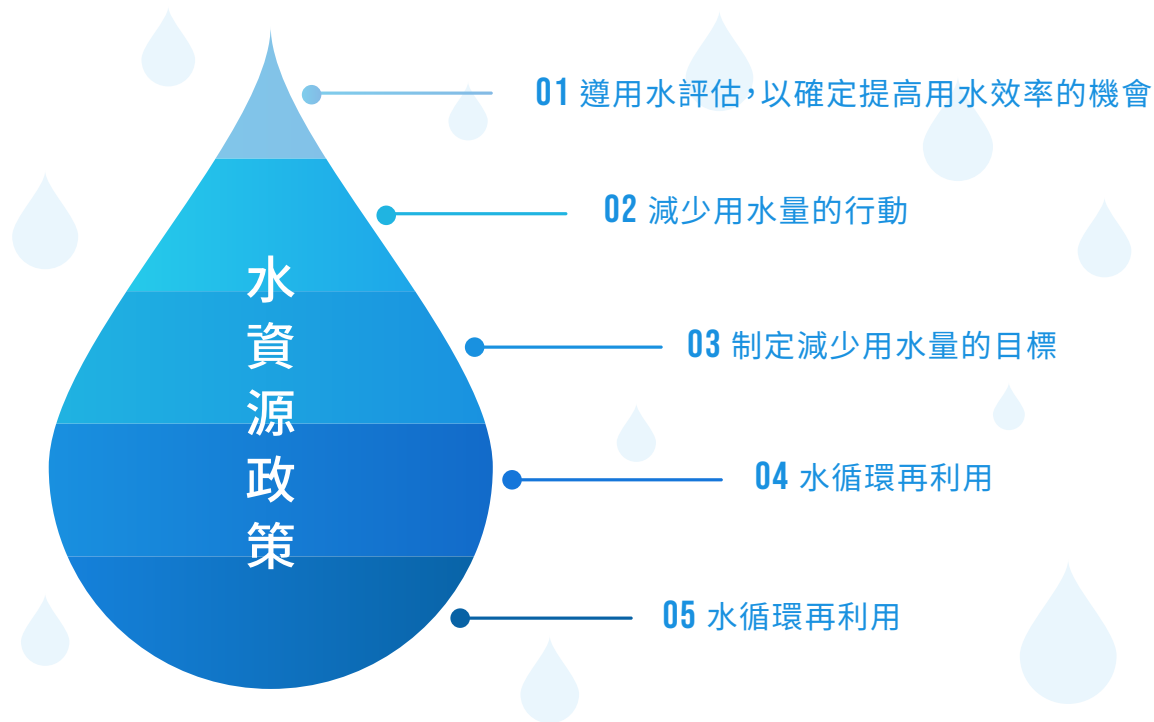 01 遵用水評估，以確定提高用水效率的機會
02 減少用水量的行動
水資源政策
03 制定減少用水量的目標
04 水循環再利用
05 水循環再利用